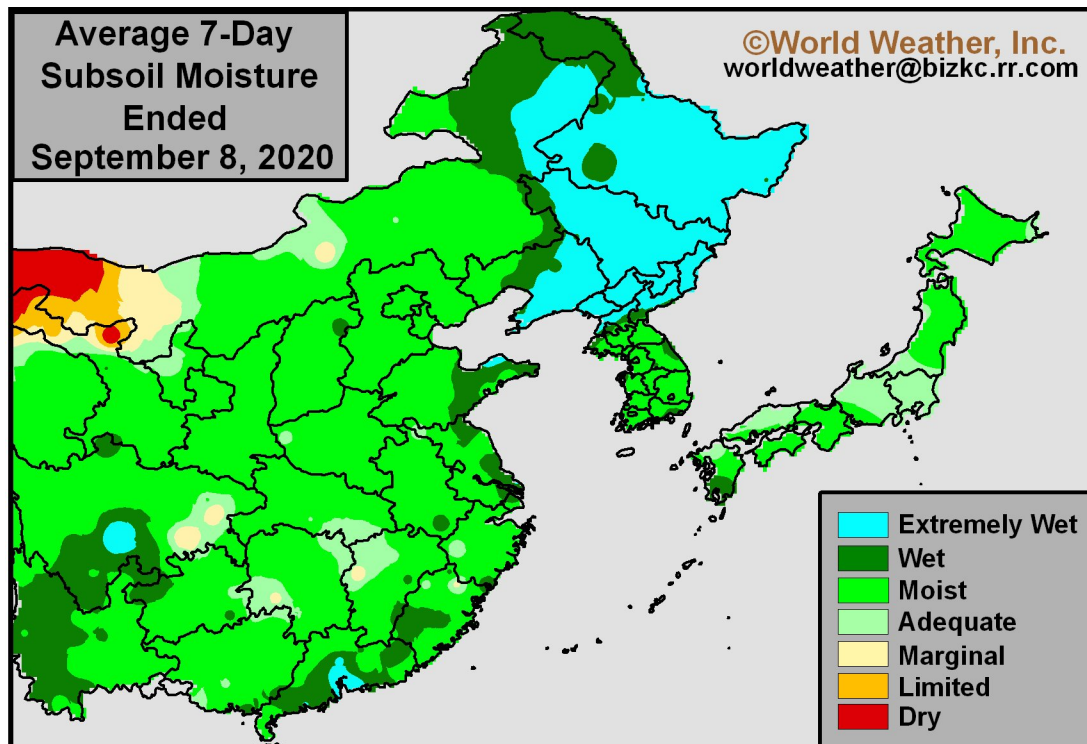 Average 7-Day
Subsoil Moisture
Ended
September 8, 2020
©World Weather, Inc.
worldweather@bizkc.rr.com
Extremely Wet
Wet
Moist
Adequate
Marginal
Limited
Dry